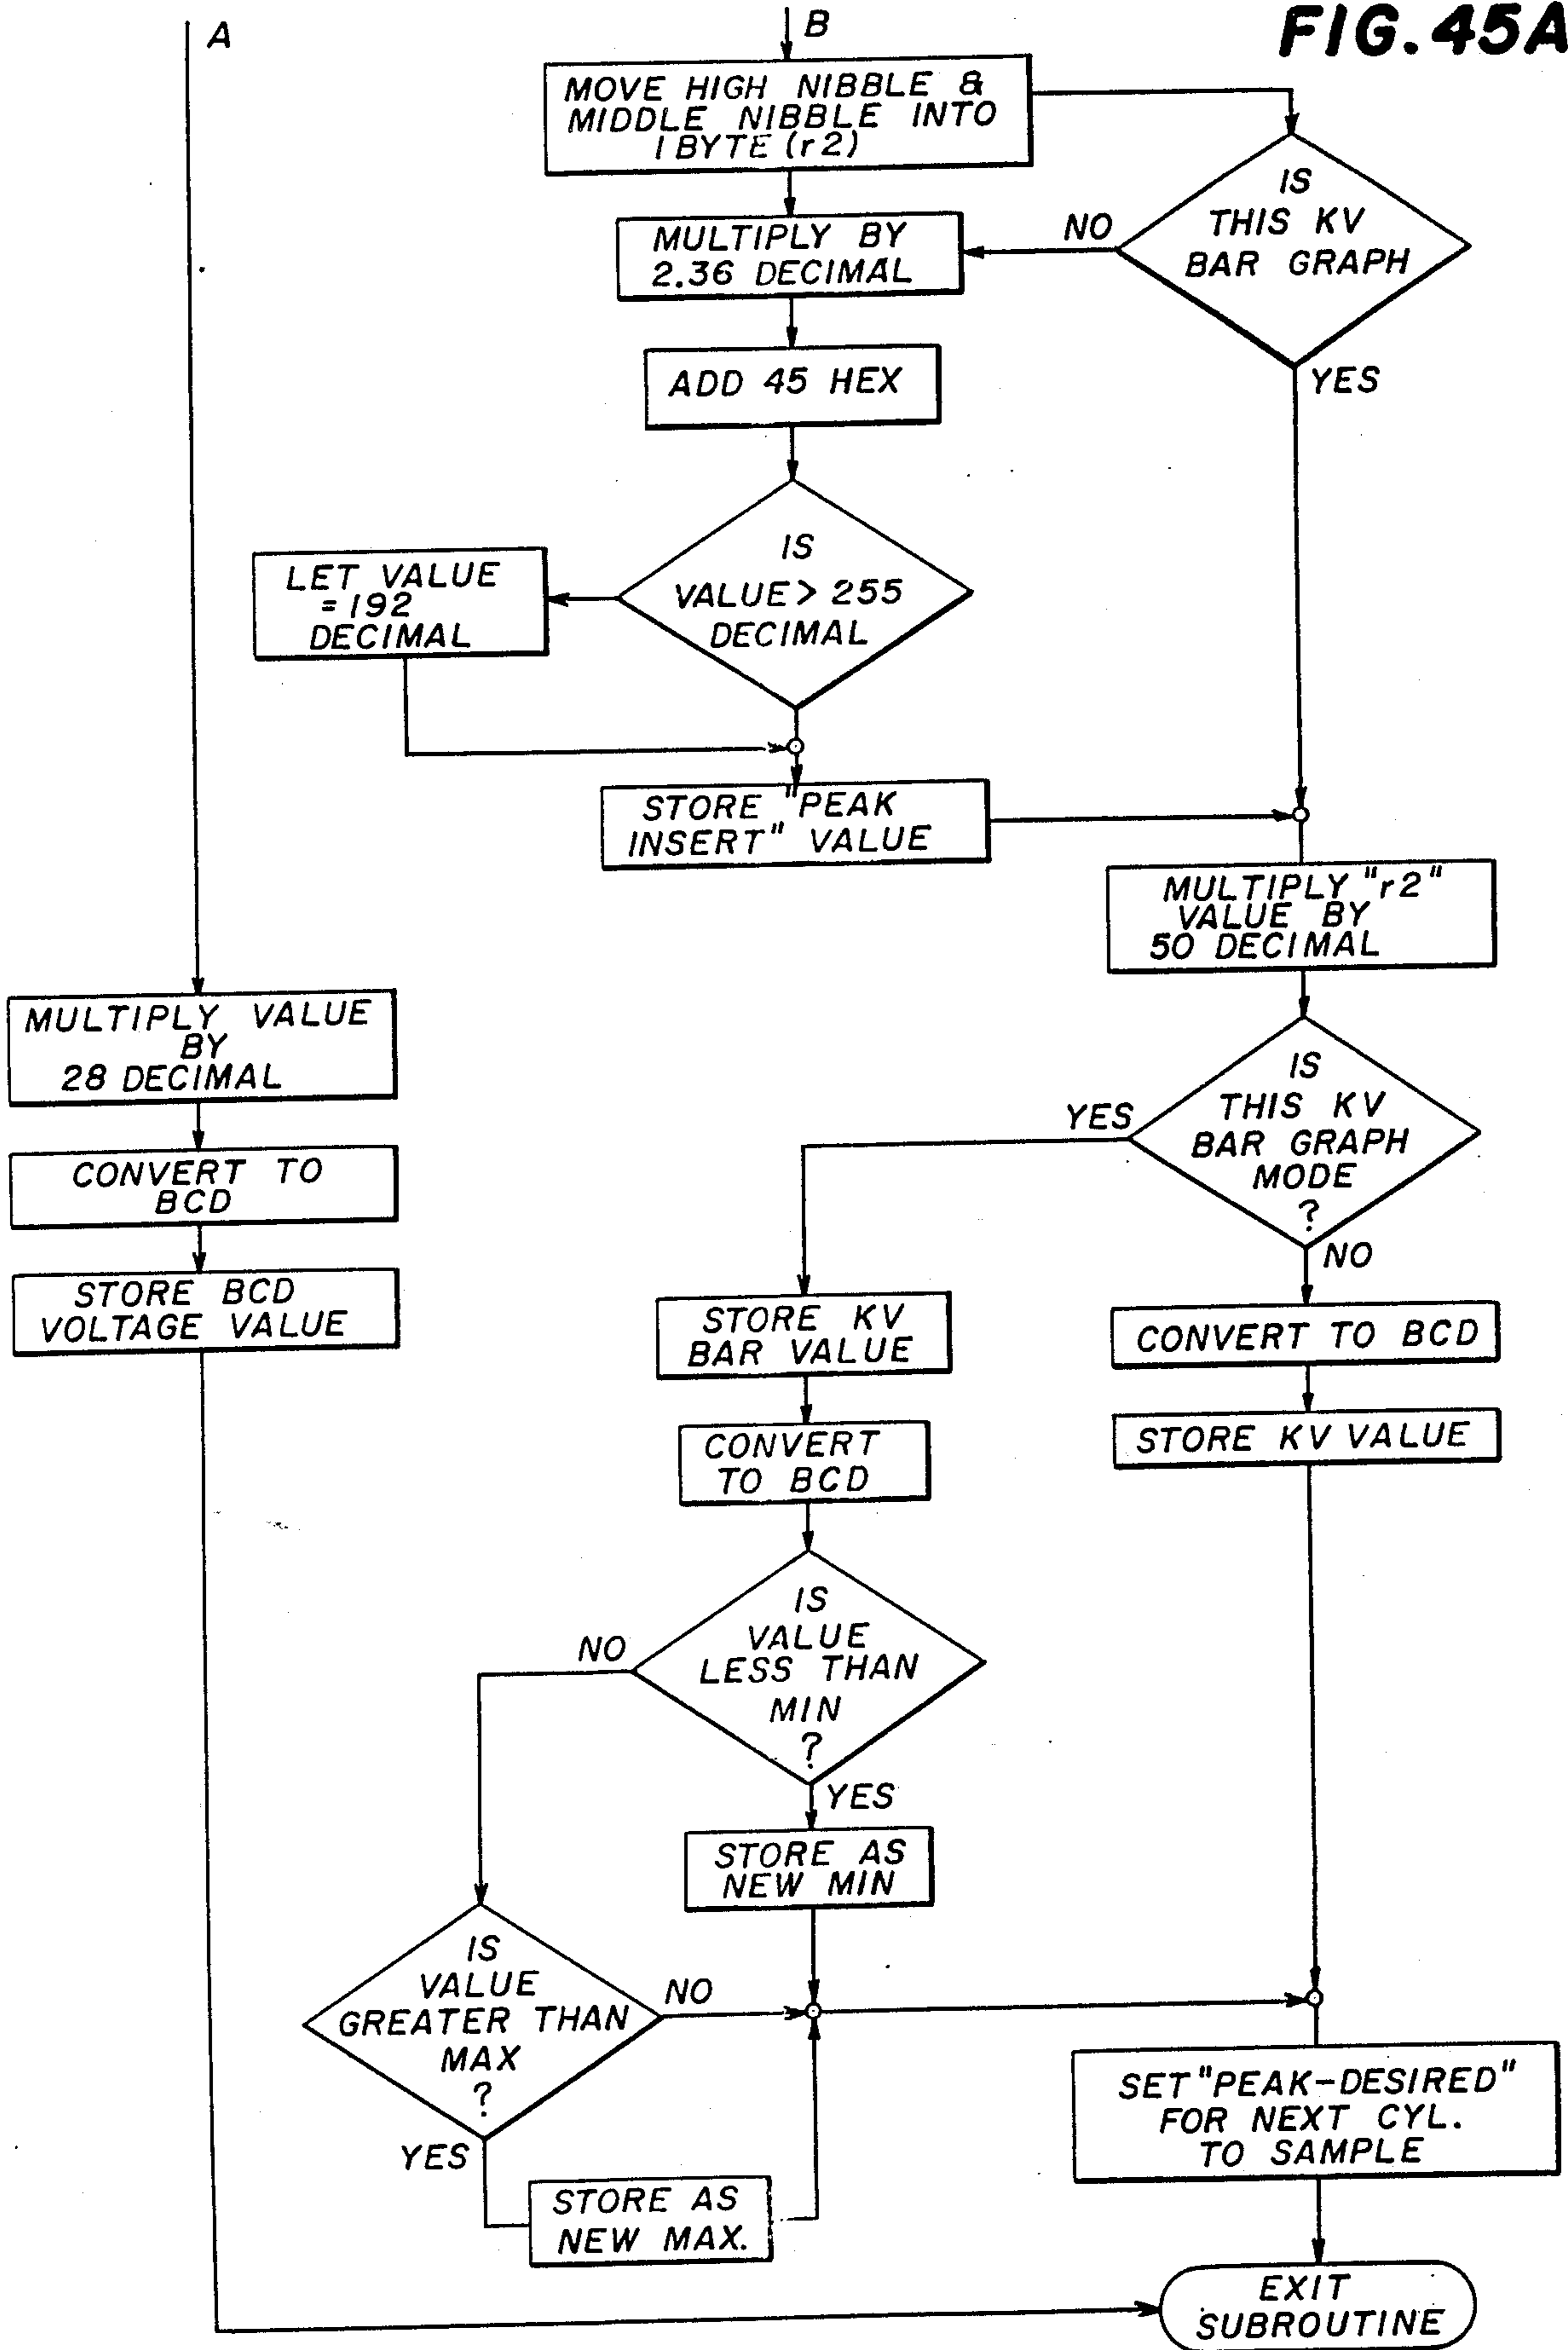 FIG. 45A
A
B
MOVE HIGH NIBBLE &
MIDDLE NIBBLE INTO
1 BYTE (r2)
IS
THIS KV
BAR GRAPH
NO
YES
MULTIPLY BY
2.36 DECIMAL
ADD 45 HEX
IS
VALUE > 255
DECIMAL
LET VALUE
= 192
DECIMAL
STORE "PEAK
INSERT" VALUE
MULTIPLY "r2"
VALUE BY
50 DECIMAL
MULTIPLY VALUE
BY
28 DECIMAL
CONVERT TO
BCD
STORE BCD
VOLTAGE VALUE
IS
THIS KV
BAR GRAPH
MODE
?
YES
NO
STORE KV
BAR VALUE
CONVERT TO BCD
CONVERT
TO BCD
STORE KV VALUE
IS
VALUE
LESS THAN
MIN
?
NO
YES
STORE AS
NEW MIN
IS
VALUE
GREATER THAN
MAX
?
NO
YES
STORE AS
NEW MAX.
SET "PEAK-DESIRED"
FOR NEXT CYL.
TO SAMPLE
EXIT
SUBROUTINE